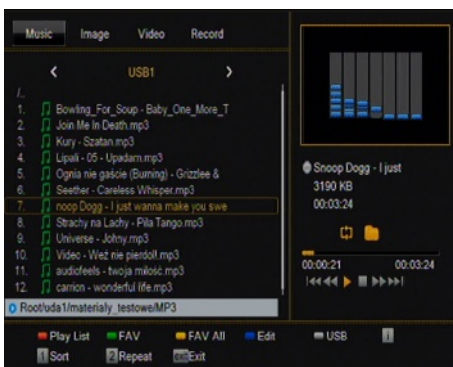 Music Image Video Record
USB1
/..
1. Bowling_For_Soup - Baby_One_More_T
2. Join Me In Death.mp3
3. Kury - Szatan.mp3
4. Lipali - 05 - Upadam.mp3
5. Ognia nie gaście (Burning) - Grizzlee &
6. Seether - Careless Whisper.mp3
7. noop Dogg - I just wanna make you swe
8. Strachy na Lachy - Piła Tango.mp3
9. Universe - Johny.mp3
10. Video - Weź nie pierdol!.mp3
11. audiofeels - twoja miłość.mp3
12. carrion - wonderful life.mp3
Root/uda1/materialy_testowe/MP3
Snoop Dogg - I just
3190 KB
00:03:24
00:00:21 00:03:24
Play List FAV FAV All Edit USB i
1 Sort 2 Repeat exit Exit